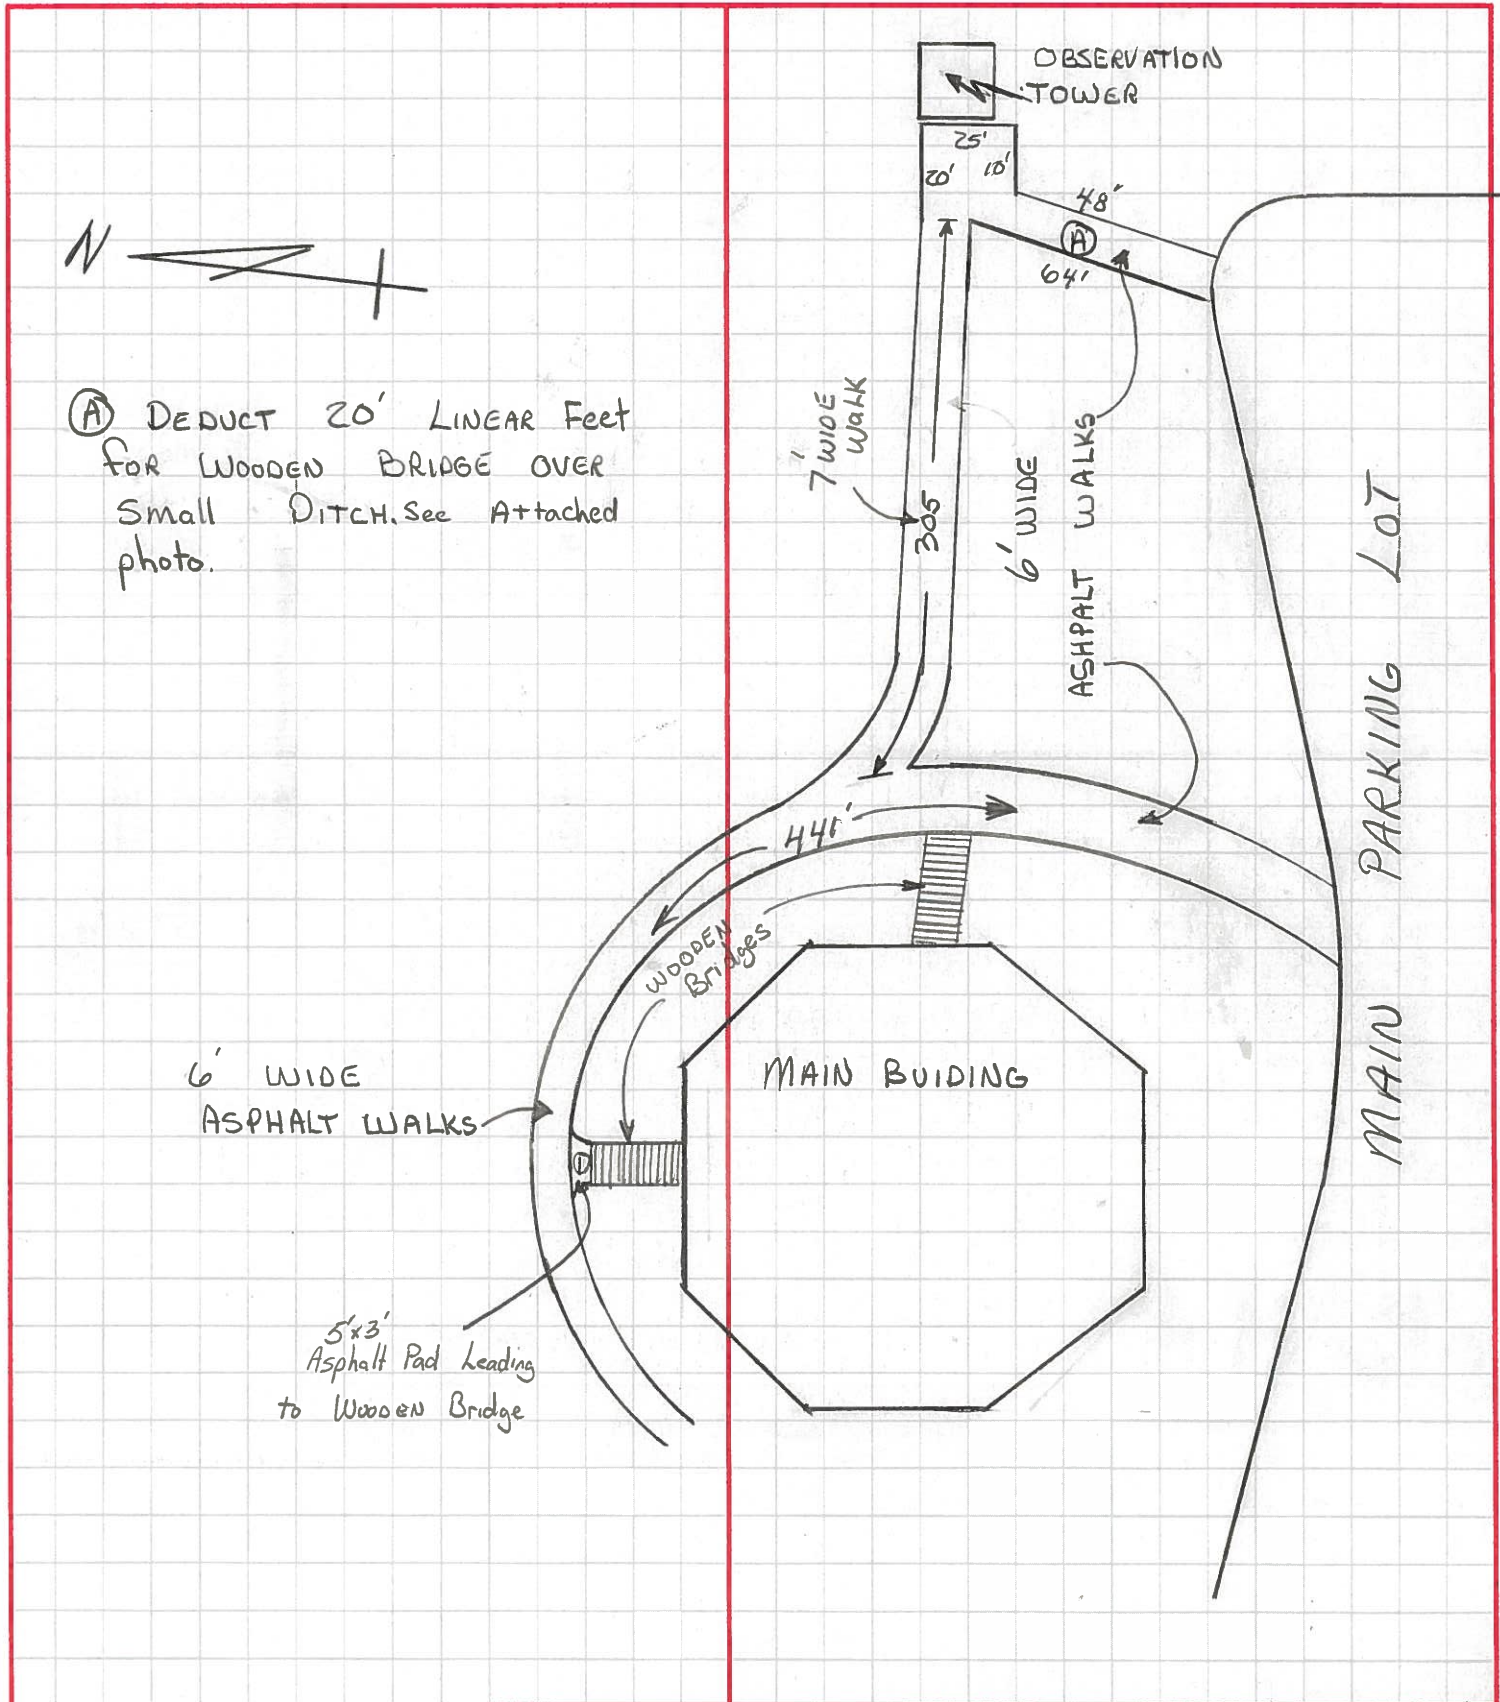 OBSERVATION
TOWER
25'
20'
10'
48'
A
64'
N
A DEDUCT 20' LINEAR Feet
FOR WOODEN BRIDGE OVER
Small DITCH. See Attached
photo.
7' WIDE
Walk
305
6' WIDE
ASHPALT WALKS
MAIN PARKING LOT
441'
WOODEN
Bridges
MAIN BUIDING
6' WIDE
ASPHALT WALKS
5'x3'
Asphalt Pad Leading
to WOODEN Bridge